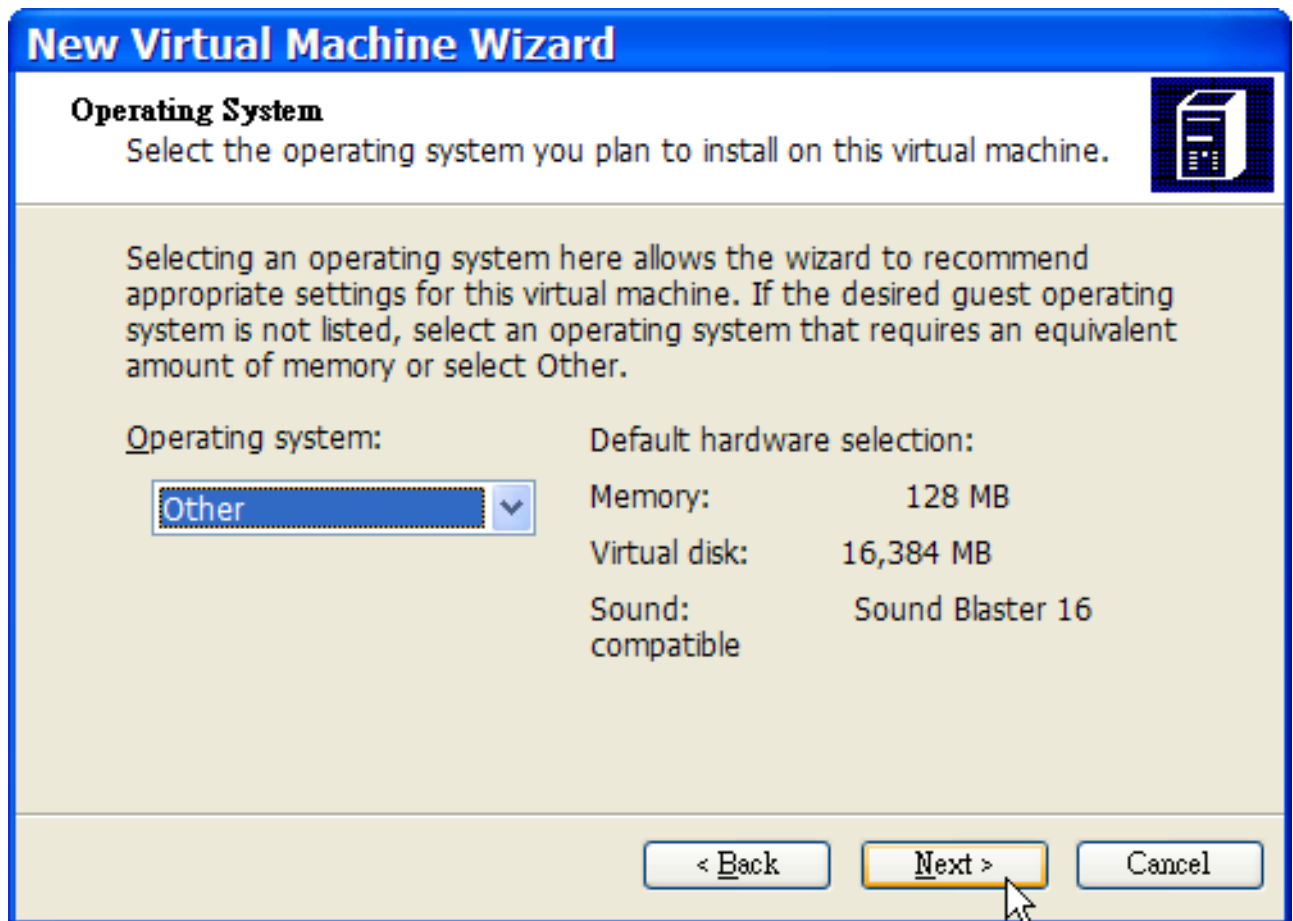 New Virtual Machine Wizard
Operating System
Select the operating system you plan to install on this virtual machine.
Selecting an operating system here allows the wizard to recommend
appropriate settings for this virtual machine. If the desired guest operating
system is not listed, select an operating system that requires an equivalent
amount of memory or select Other.
Operating system:
Other
Default hardware selection:
Memory: 128 MB
Virtual disk: 16,384 MB
Sound: Sound Blaster 16
compatible
< Back Next > Cancel